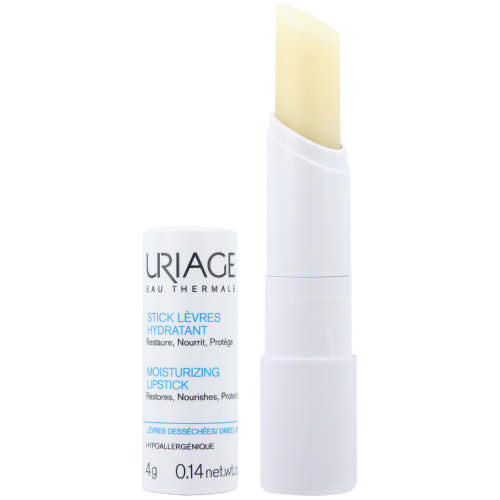 URIAGE
EAU THERMALE
STICK LÈVRES
HYDRATANT
Restaure, Nourrit, Protège
MOISTURIZING
LIPSTICK
Restores, Nourishes, Protects
LÈVRES DESSÉCHÉES/ DRIED
HYPOALLERGÉNIQUE
4g 0.14 net.wt.